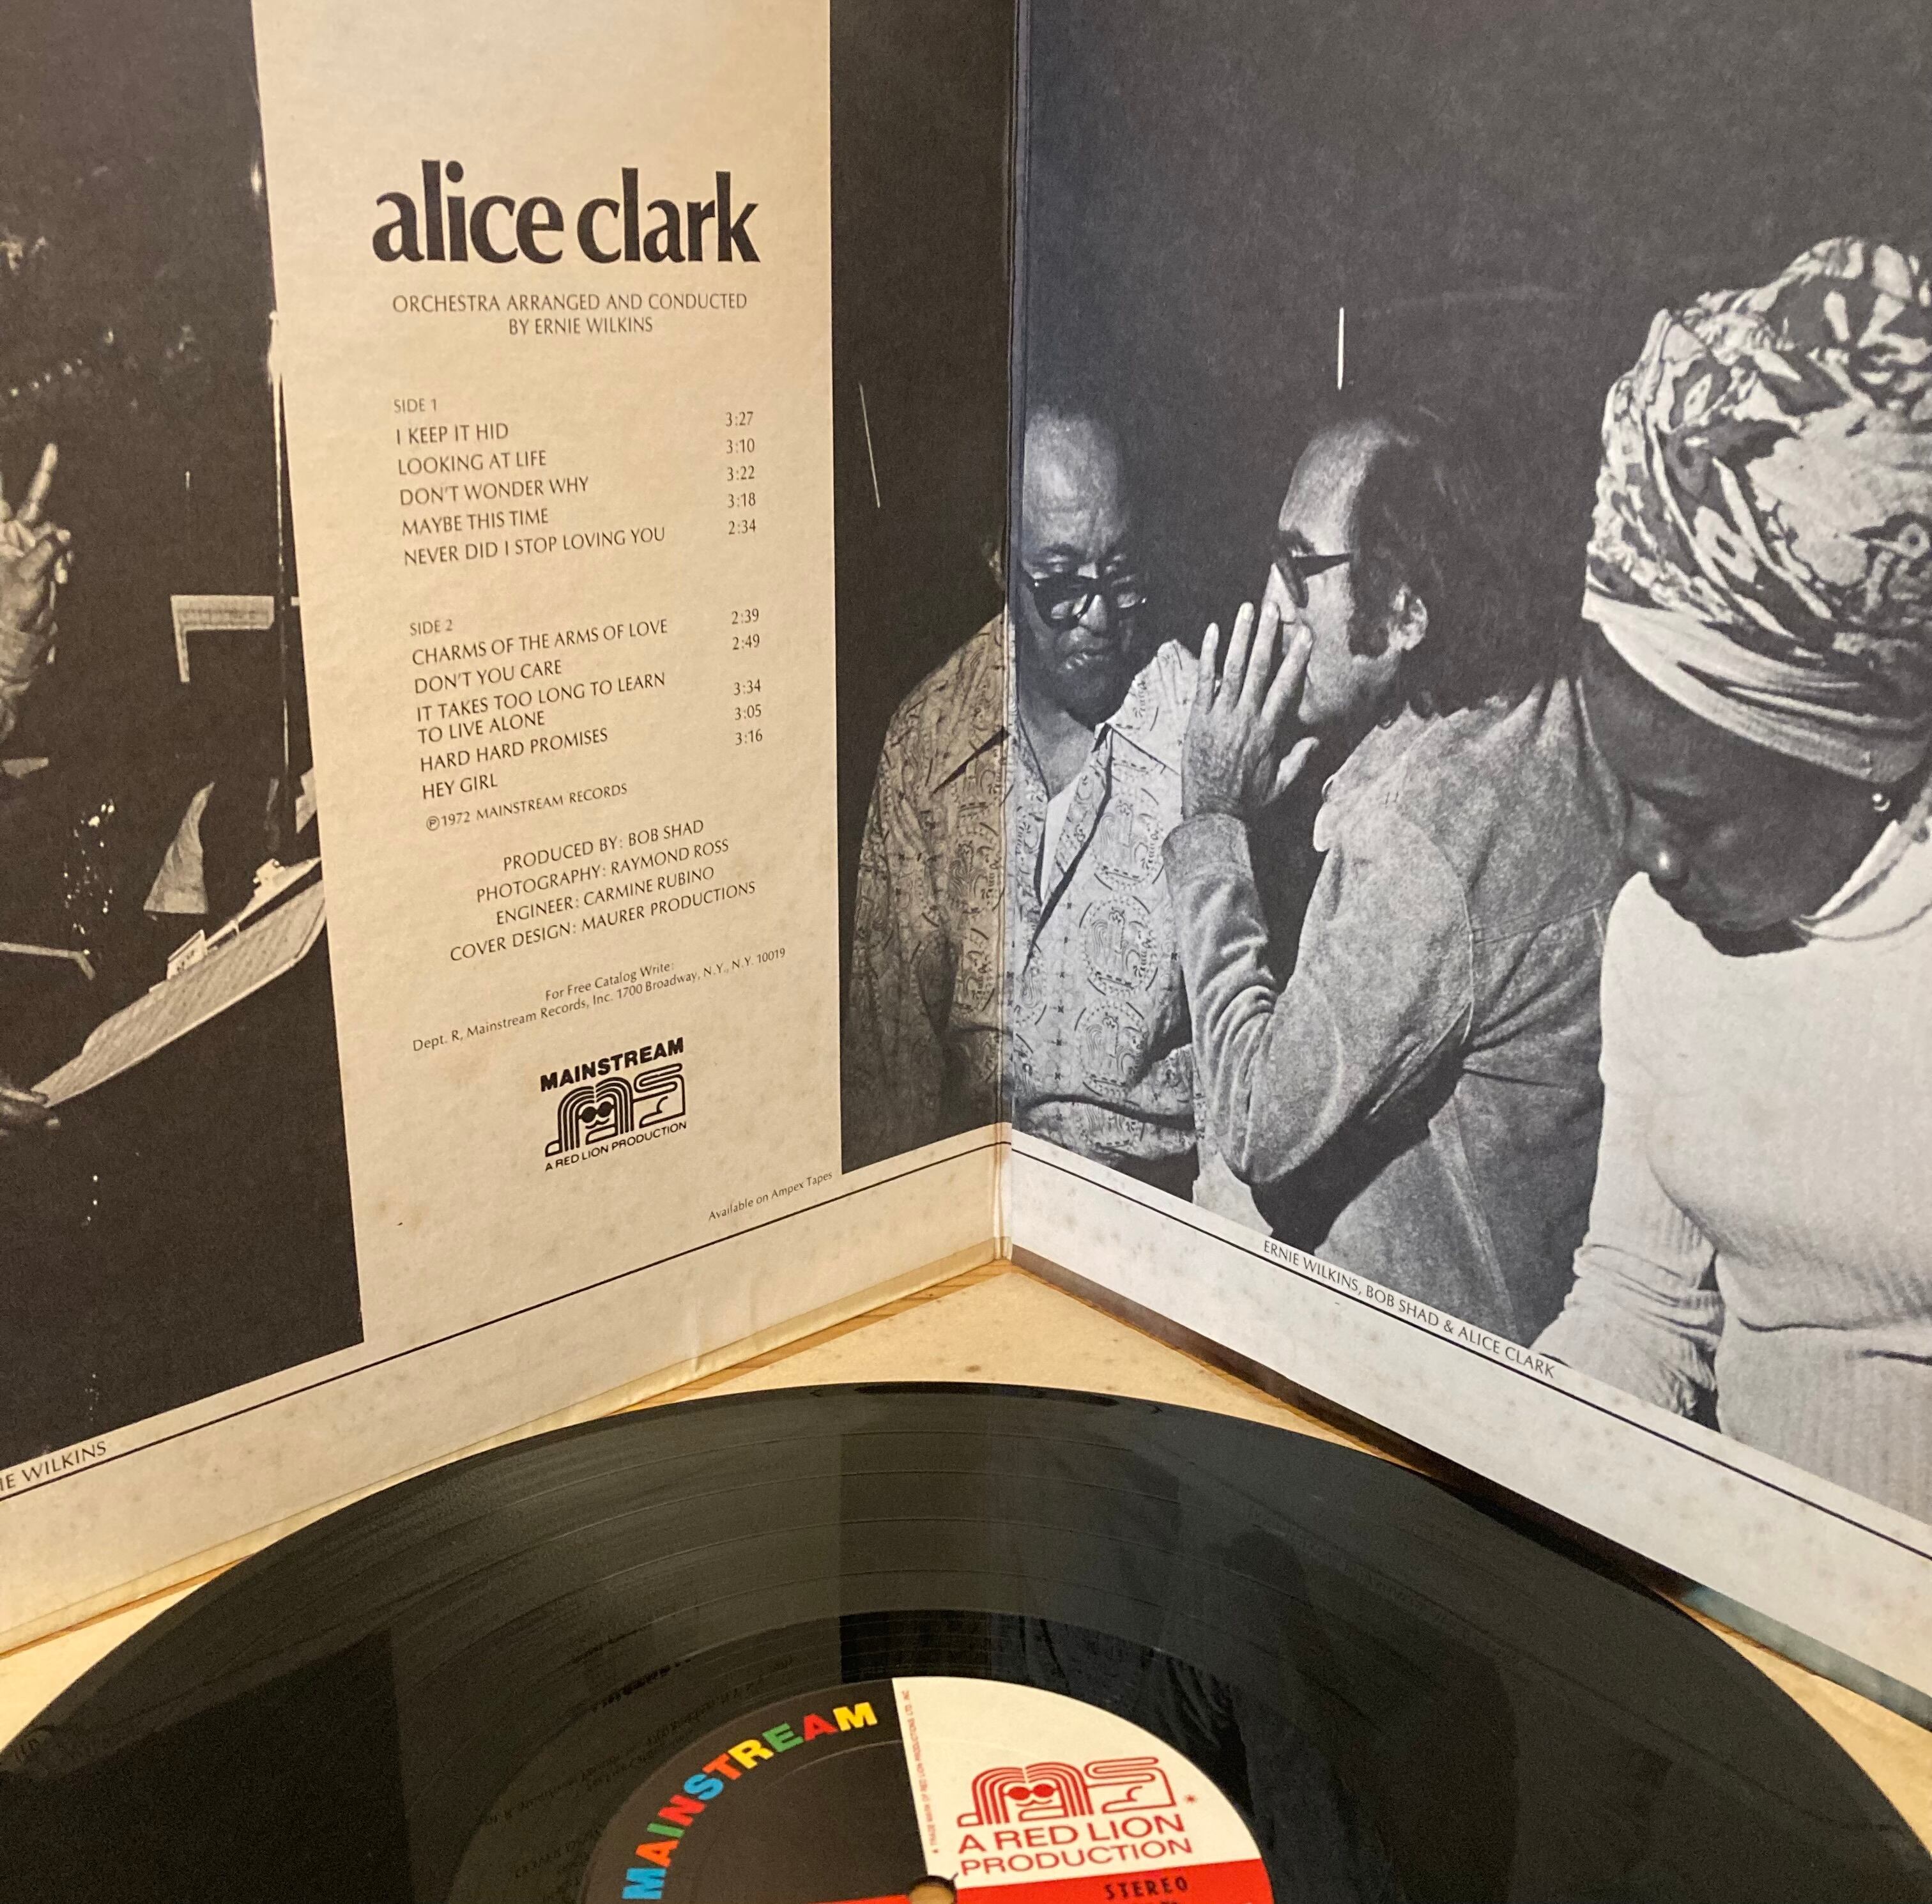 alice clark
ORCHESTRA ARRANGED AND CONDUCTED
BY ERNIE WILKINS
SIDE 1
I KEEP IT HID 3:27
LOOKING AT LIFE 3:10
DON'T WONDER WHY 3:22
MAYBE THIS TIME 3:18
NEVER DID I STOP LOVING YOU 2:34
SIDE 2
CHARMS OF THE ARMS OF LOVE 2:39
DON'T YOU CARE 2:49
IT TAKES TOO LONG TO LEARN
TO LIVE ALONE 3:34
HARD HARD PROMISES 3:05
HEY GIRL 3:16
℗1972 MAINSTREAM RECORDS
PRODUCED BY: BOB SHAD
PHOTOGRAPHY: RAYMOND ROSS
ENGINEER: CARMINE RUBINO
COVER DESIGN: MAURER PRODUCTIONS
For Free Catalog Write:
Dept. R, Mainstream Records, Inc. 1700 Broadway, N.Y., N.Y. 10019
MAINSTREAM
A RED LION PRODUCTION
Available on Ampex Tapes
IE WILKINS
ERNIE WILKINS, BOB SHAD & ALICE CLARK
MAINSTREAM
A RED LION
PRODUCTION
STEREO